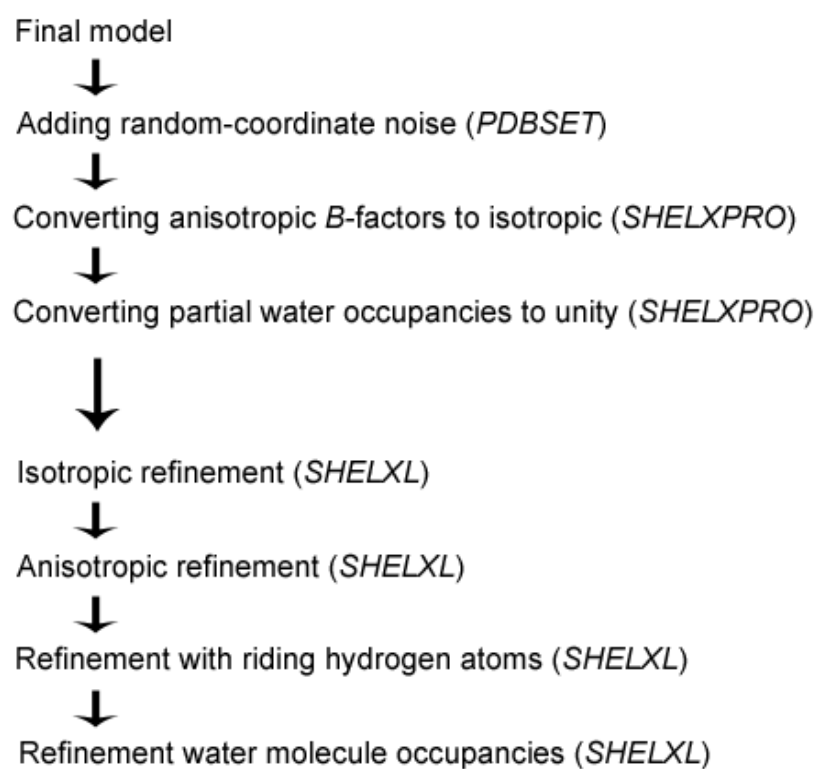 Final model
Adding random-coordinate noise (PDBSET)
Converting anisotropic B-factors to isotropic (SHELXPRO)
Converting partial water occupancies to unity (SHELXPRO)
Isotropic refinement (SHELXL)
Anisotropic refinement (SHELXL)
Refinement with riding hydrogen atoms (SHELXL)
Refinement water molecule occupancies (SHELXL)